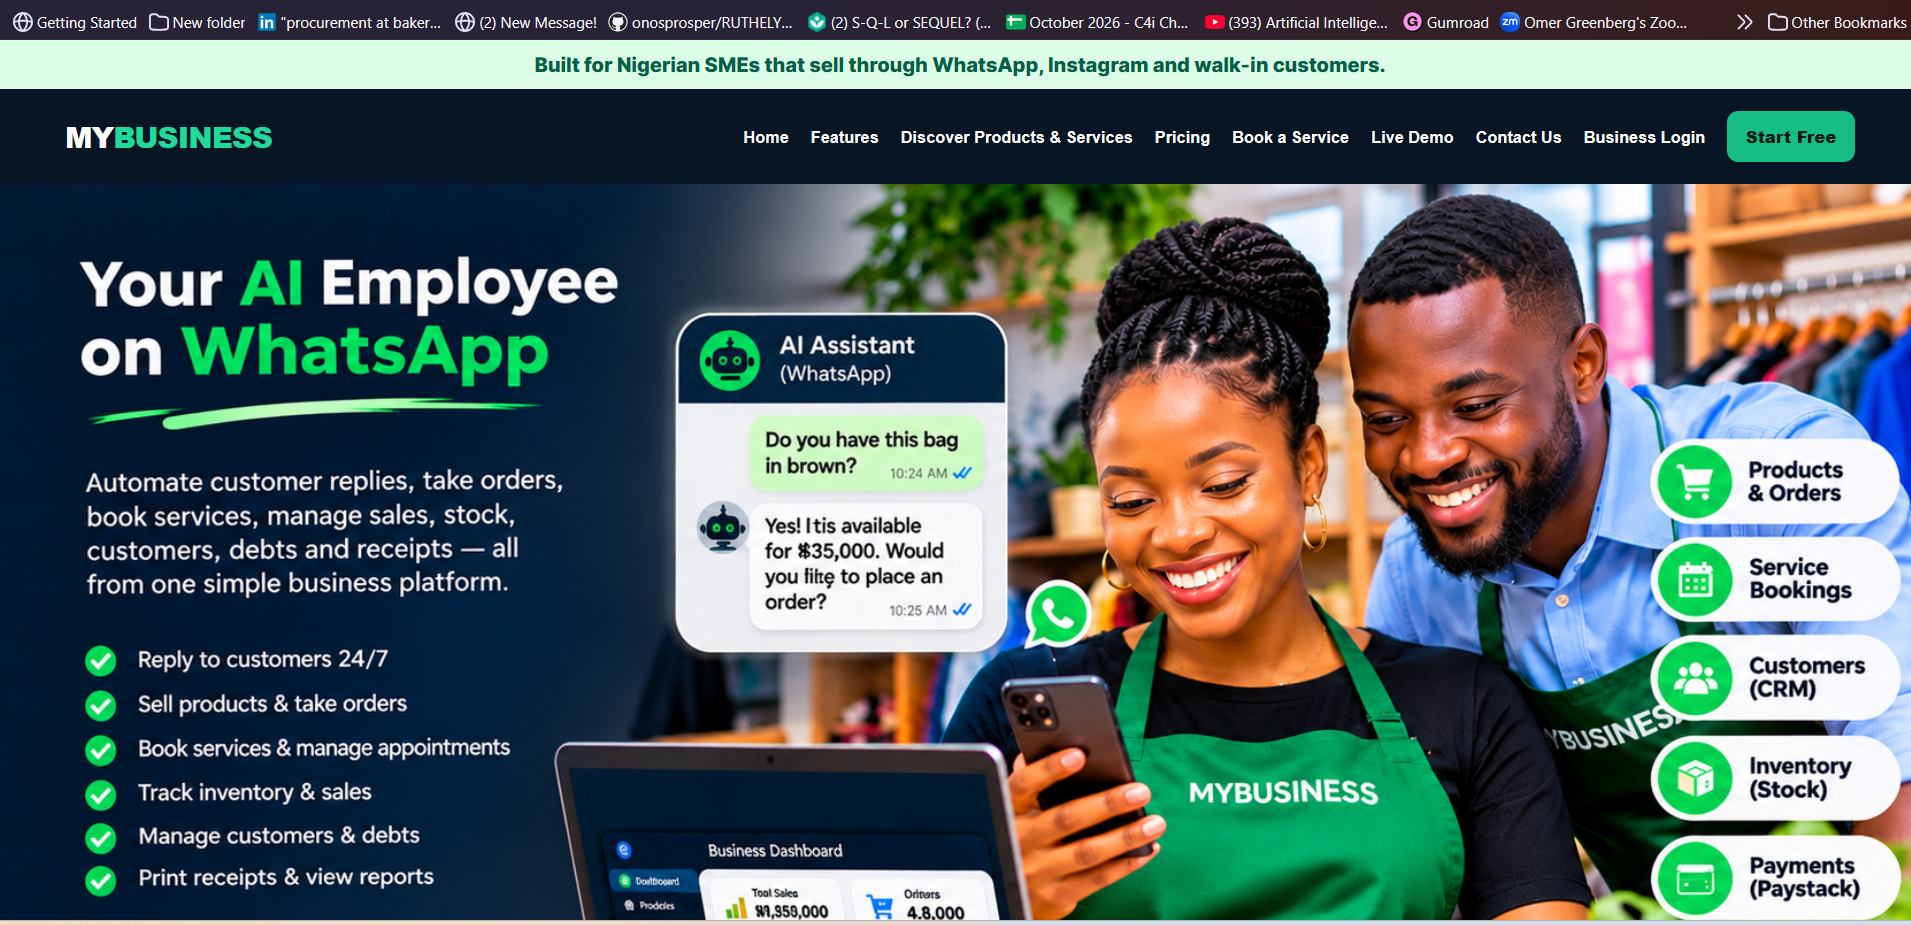 Getting Started
New folder
"procurement at baker...
(2) New Message!
onosprosper/RUTHELY...
(2) S-Q-L or SEQUEL? (...
October 2026 - C4i Ch...
(393) Artificial Intellige...
Gumroad
Omer Greenberg's Zoo...
Other Bookmarks
Built for Nigerian SMEs that sell through WhatsApp, Instagram and walk-in customers.
MYBUSINESS
Home
Features
Discover Products & Services
Pricing
Book a Service
Live Demo
Contact Us
Business Login
Start Free
Your AI Employee
on WhatsApp
Automate customer replies, take orders,
book services, manage sales, stock,
customers, debts and receipts — all
from one simple business platform.
Reply to customers 24/7
Sell products & take orders
Book services & manage appointments
Track inventory & sales
Manage customers & debts
Print receipts & view reports
AI Assistant
(WhatsApp)
Do you have this bag
in brown?
10:24 AM
Yes! Itis available
for ₦35,000. Would
you to place an
order?
10:25 AM
Business Dashboard
Orders
4.8,000
MYBUSINESS
YBUSINESS
Products
& Orders
Service
Bookings
Customers
(CRM)
Inventory
(Stock)
Payments
(Paystack)